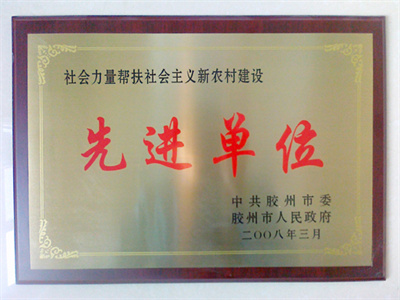 社会力量帮扶社会主义新农村建设
先进单位
中共胶州市委
胶州市人民政府
二〇〇八年三月